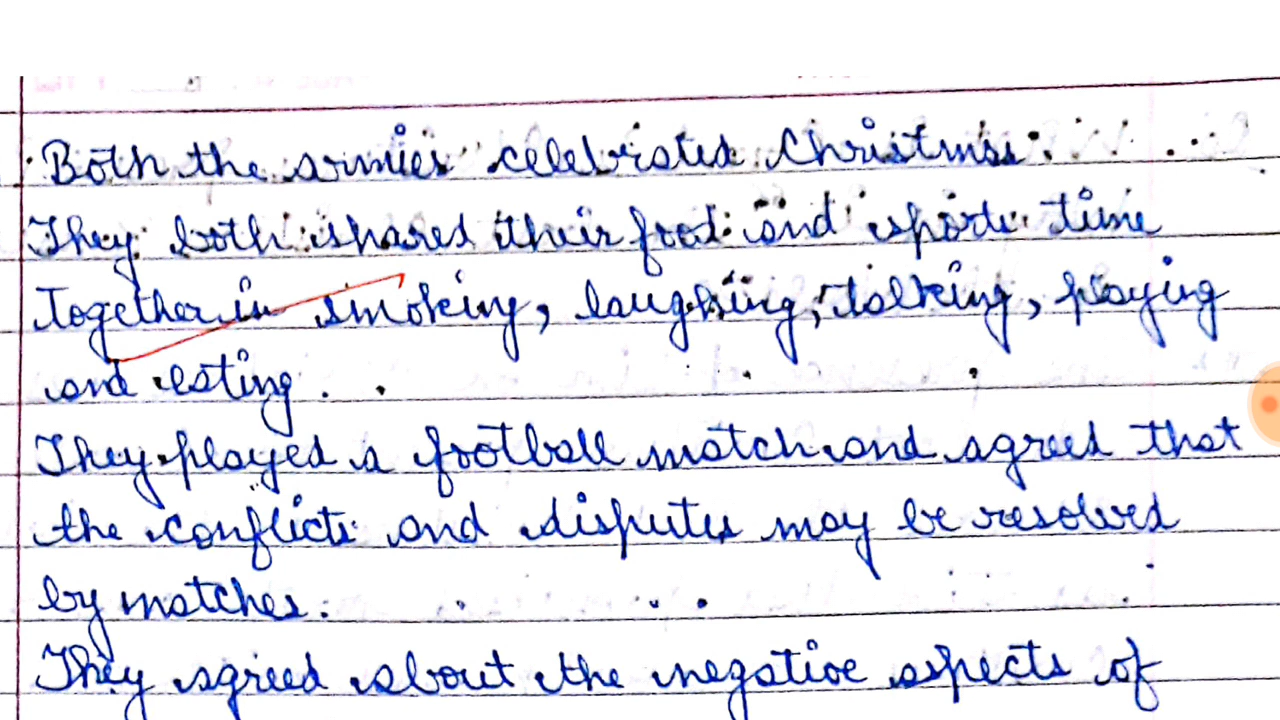 Both the armies celebrated Christmas.
They both shares their food and sports time
together in smoking, laughing, talking, playing
and eating.
They played a football match and agreed that
the conflicts and disputes may be resolved
by matches.
They agreed about the negative aspects of